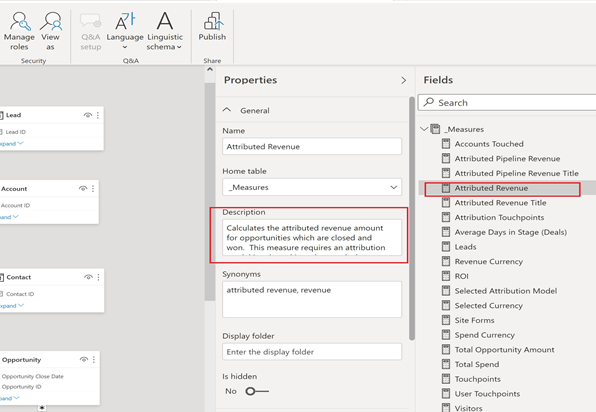 Manage
roles
View
as
Security
Q&A
setup
Language
Linguistic
schema
Q&A
Publish
Share
Lead
Lead ID
xpand
Account
Account ID
pand
Contact
Contact ID
xpand
Opportunity
Opportunity Close Date
Opportunity ID
pand
Properties
General
Name
Attributed Revenue
Home table
_Measures
Description
Calculates the attributed revenue amount
for opportunities which are closed and
won.  This measure requires an attribution
Synonyms
attributed revenue, revenue
Display folder
Enter the display folder
Is hidden
No
Fields
Search
_Measures
Accounts Touched
Attributed Pipeline Revenue
Attributed Pipeline Revenue Title
Attributed Revenue
Attributed Revenue Title
Attribution Touchpoints
Average Days in Stage (Deals)
Leads
Revenue Currency
ROI
Selected Attribution Model
Selected Currency
Site Forms
Spend Currency
Total Opportunity Amount
Total Spend
Touchpoints
User Touchpoints
Visitors